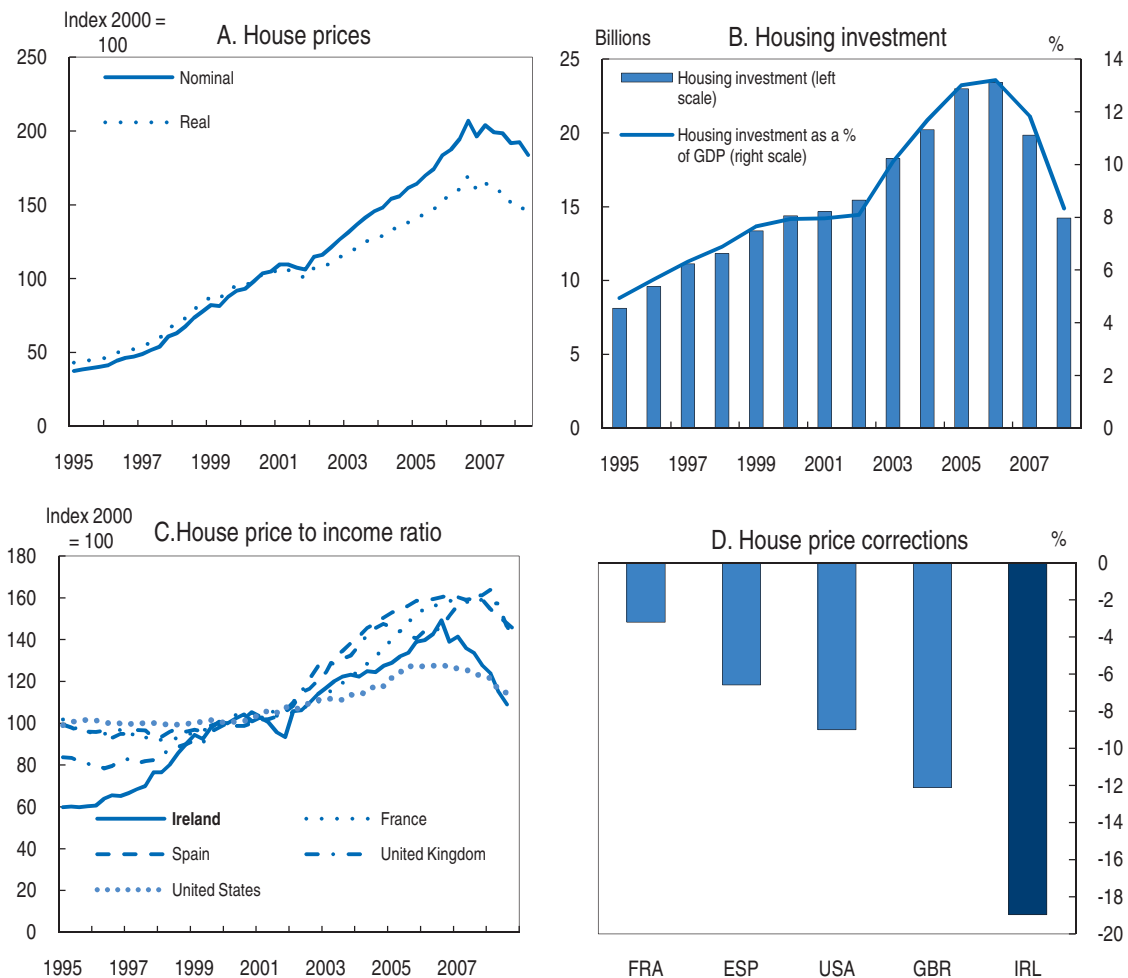 Index 2000 =
100
A. House prices
250
200
150
100
50
0
Nominal
Real
1995 1997 1999 2001 2003 2005 2007
Billions
B. Housing investment
%
25
20
15
10
5
0
Housing investment (left
scale)
Housing investment as a %
of GDP (right scale)
14
12
10
8
6
4
2
0
1995 1997 1999 2001 2003 2005 2007
Index 2000
= 100
C.House price to income ratio
180
160
140
120
100
80
60
40
20
0
Ireland France
Spain United Kingdom
United States
1995 1997 1999 2001 2003 2005 2007
D. House price corrections
%
0
-2
-4
-6
-8
-10
-12
-14
-16
-18
-20
FRA ESP USA GBR IRL